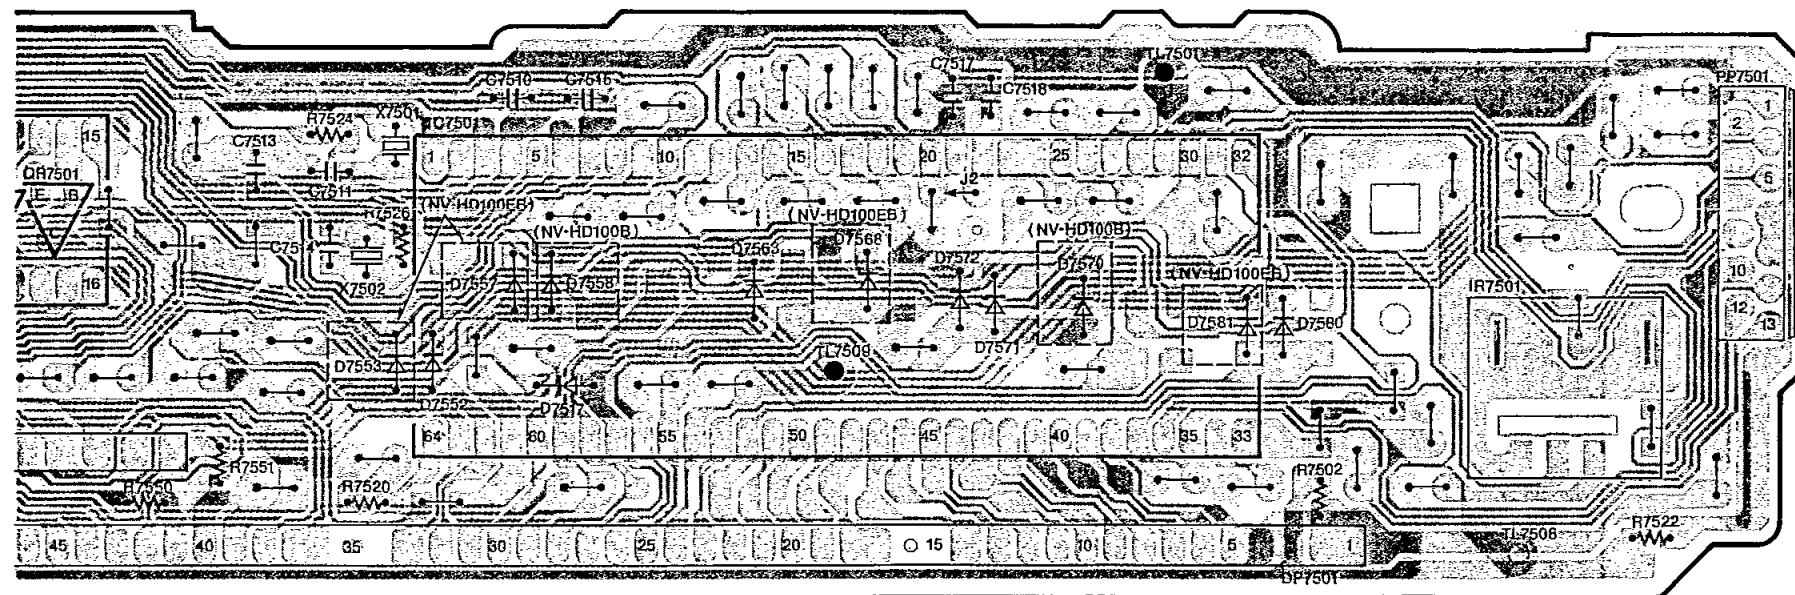 TL7501
C7517
C7510 C7515
PP7501
C7518
X7501
R7524
IC7501
1
2
15
C7513
1 5 10 15 20 25 30 32
QR7501
C7511
E B
J2
5
R7526
(NV-HD100EB)
(NV-HD100EB)
(NV-HD100B)
(NV-HD100B)
C7514
D7563 D7568
D7572
D7570
(NV-HD100EB)
10
16
X7502
D7557 D7558
IR7501
12
D7581 D7580
13
D7571
TL7509
D7553
D7552
D7517
64 60 55 50 45 40 35 33
R7551
R7502
R7550 R7520
R7522
TL7508
45 40 35 30 25 20 15 10 5 1
DP7501